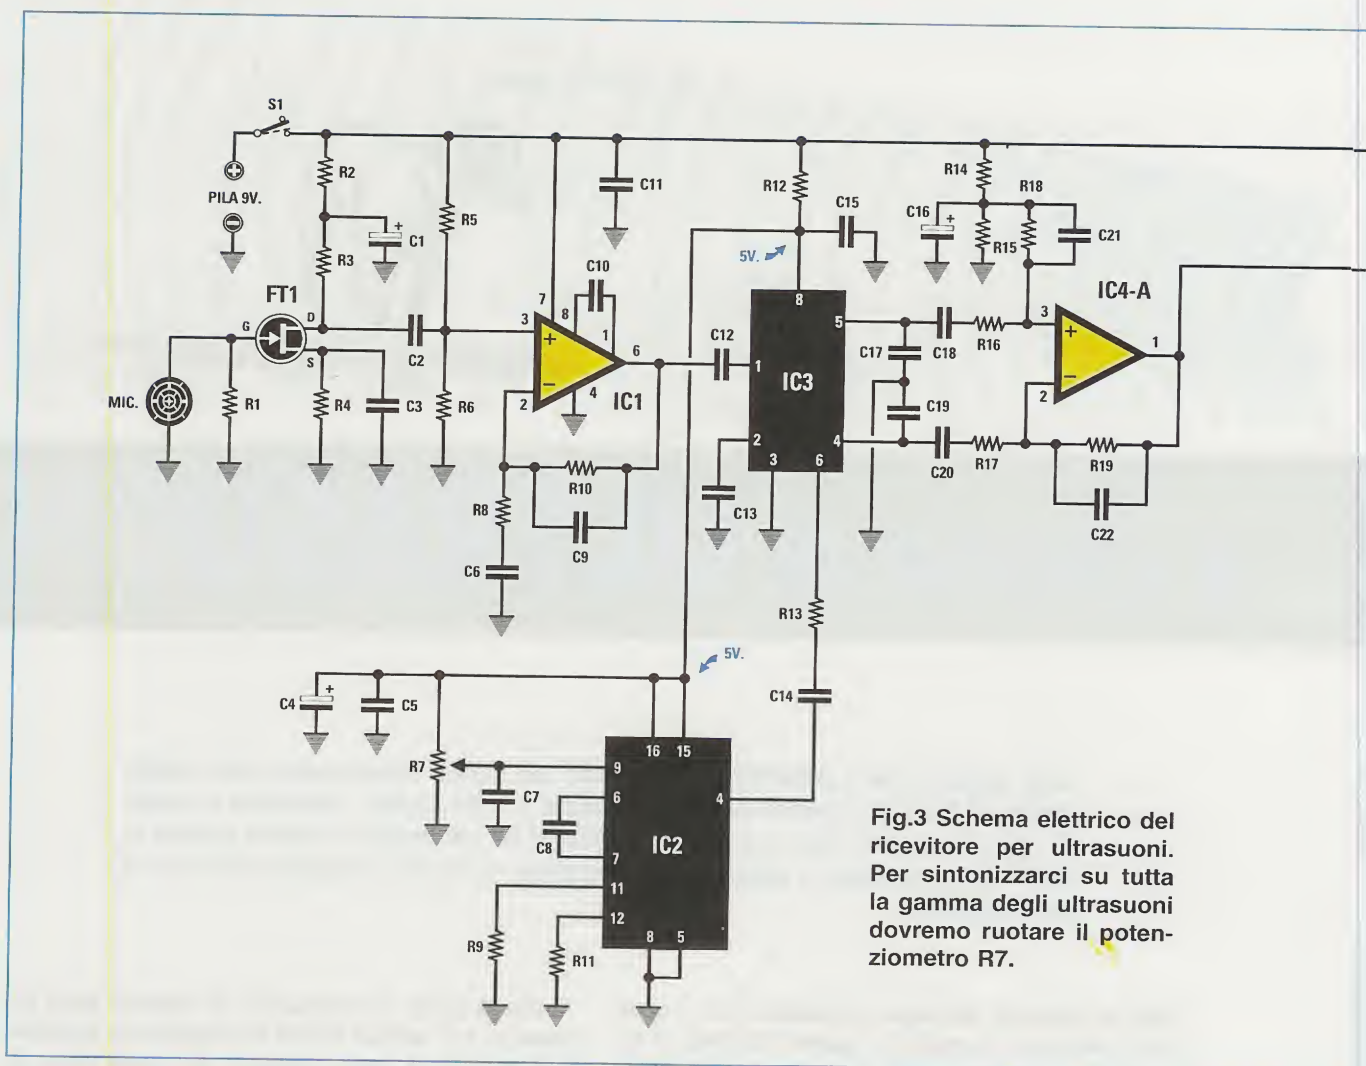 S1
R2
PILA 9V.
C1
R3
R5
C11
R12
C15
5V.
R14
R18
C16
R15
C21
FT1
G
D
S
MIC.
R1
R4
C3
C2
R6
C10
7
8
3
1
6
2
4
IC1
C12
8
1
5
IC3
2
3
6
4
C17
C18
R16
C19
C20
R17
IC4-A
3
1
2
R19
C22
R10
R8
C9
C6
C13
R13
C14
5V.
C4
+
C5
R7
C7
C8
16
15
9
6
4
7
IC2
11
12
8
5
R9
R11
Fig.3 Schema elettrico del
ricevitore per ultrasuoni.
Per sintonizzarci su tutta
la gamma degli ultrasuoni
dovremo ruotare il poten-
ziometro R7.